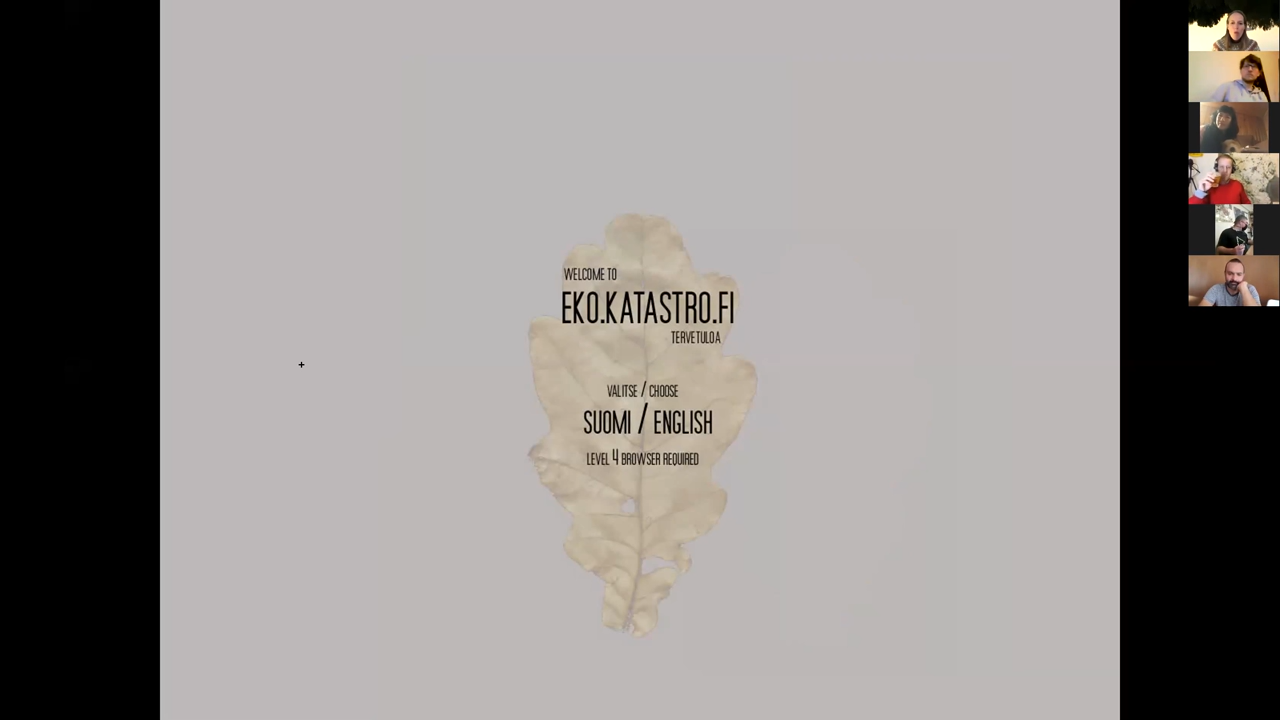 WELCOME TO
EKO.KATASTRO.FI
TERVETULOA
VALITSE / CHOOSE
SUOMI / ENGLISH
LEVEL 4 BROWSER REQUIRED